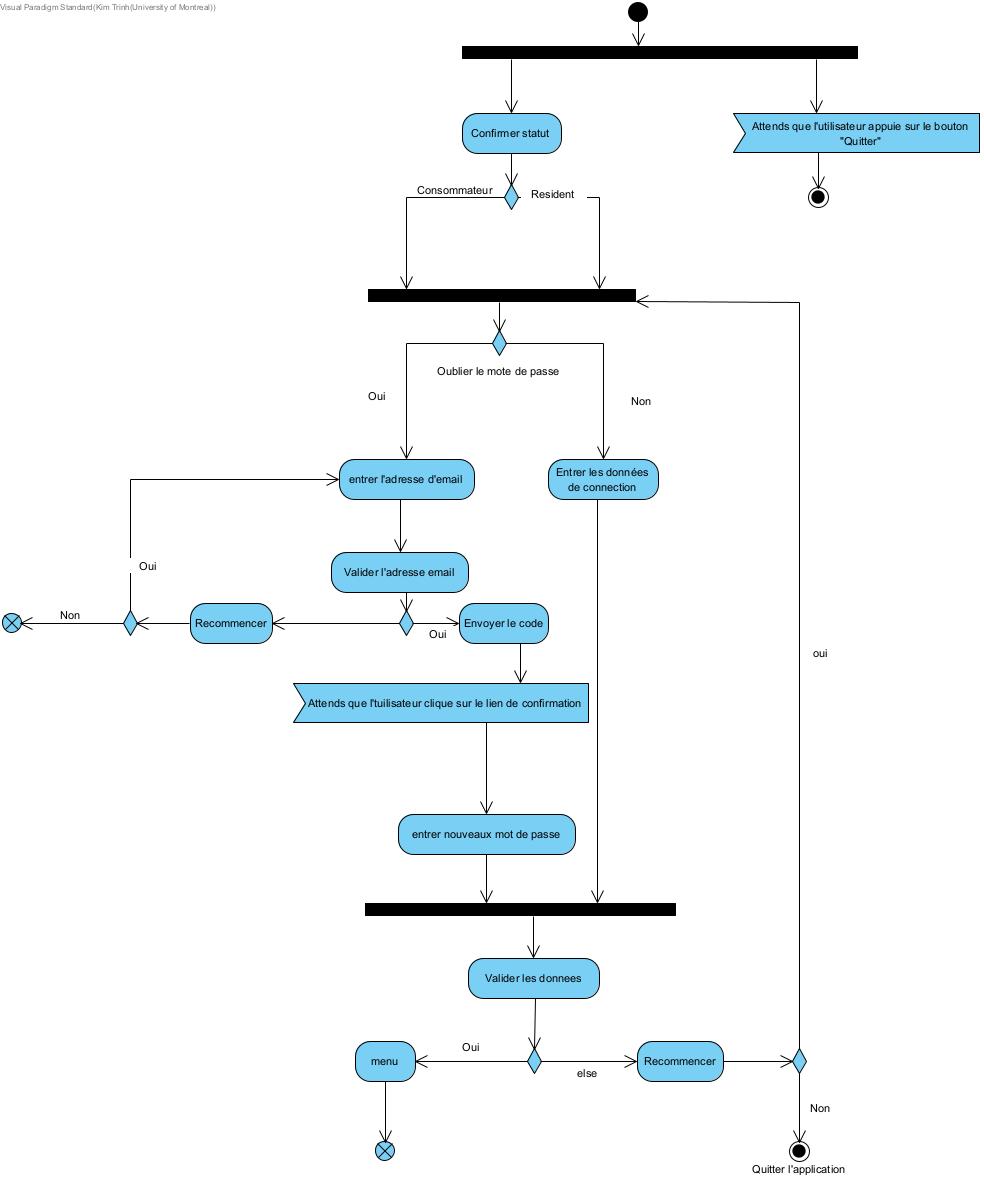 Visual Paradigm Standard(Kim Trinh(University of Montreal))
Confirmer statut
Attends que l'utilisateur appuie sur le bouton
"Quitter"
Consommateur
Resident
Oublier le mote de passe
Oui
Non
entrer l'adresse d'email
Entrer les données
de connection
Oui
Valider l'adresse email
Non
Recommencer
Oui
Envoyer le code
oui
Attends que l'tuilisateur clique sur le lien de confirmation
entrer nouveaux mot de passe
Valider les donnees
Oui
menu
else
Recommencer
Non
Quitter l'application